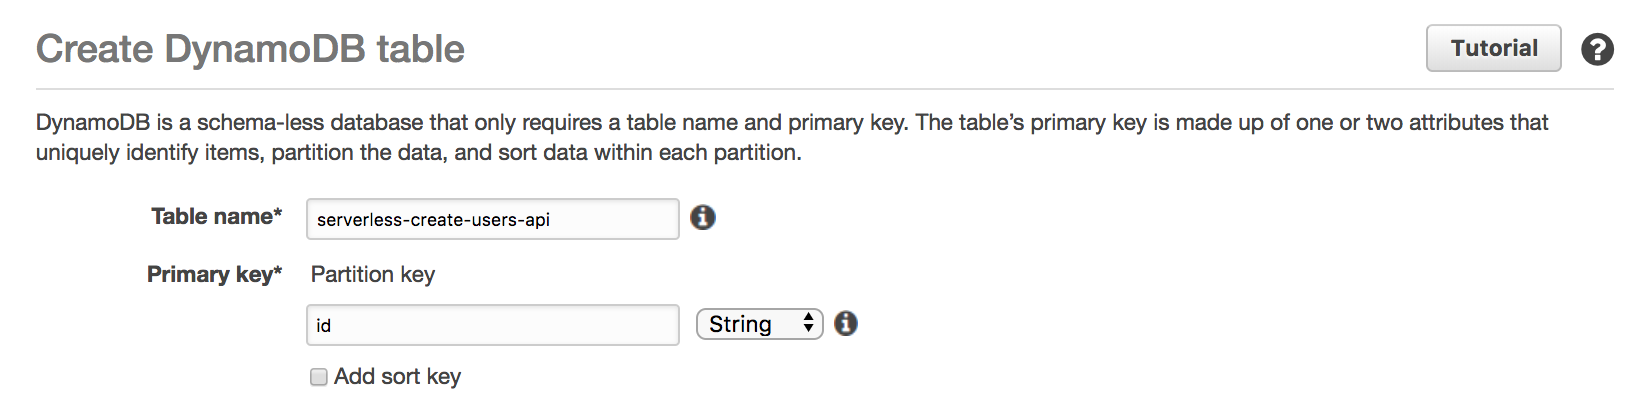 Create DynamoDB table
Tutorial
DynamoDB is a schema-less database that only requires a table name and primary key. The table's primary key is made up of one or two attributes that
uniquely identify items, partition the data, and sort data within each partition.
Table name* serverless-create-users-api
Primary key* Partition key
id String
Add sort key